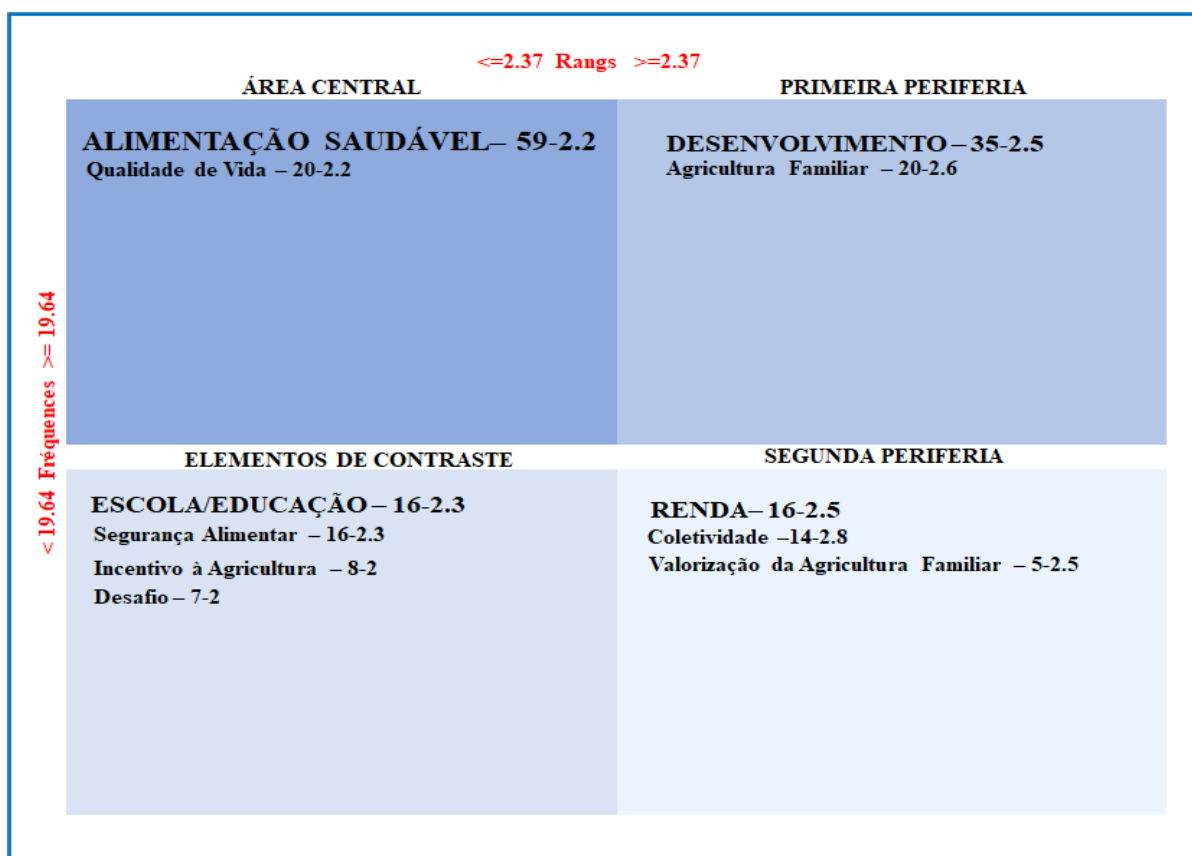 <=2.37 Rangs >=2.37
ÁREA CENTRAL
PRIMEIRA PERIFERIA
ALIMENTAÇÃO SAUDÁVEL– 59-2.2
Qualidade de Vida – 20-2.2
DESENVOLVIMENTO – 35-2.5
Agricultura Familiar – 20-2.6
< 19.64 Fréquences >= 19.64
ELEMENTOS DE CONTRASTE
SEGUNDA PERIFERIA
ESCOLA/EDUCAÇÃO – 16-2.3
Segurança Alimentar – 16-2.3
Incentivo à Agricultura – 8-2
Desafio – 7-2
RENDA– 16-2.5
Coletividade –14-2.8
Valorização da Agricultura Familiar – 5-2.5